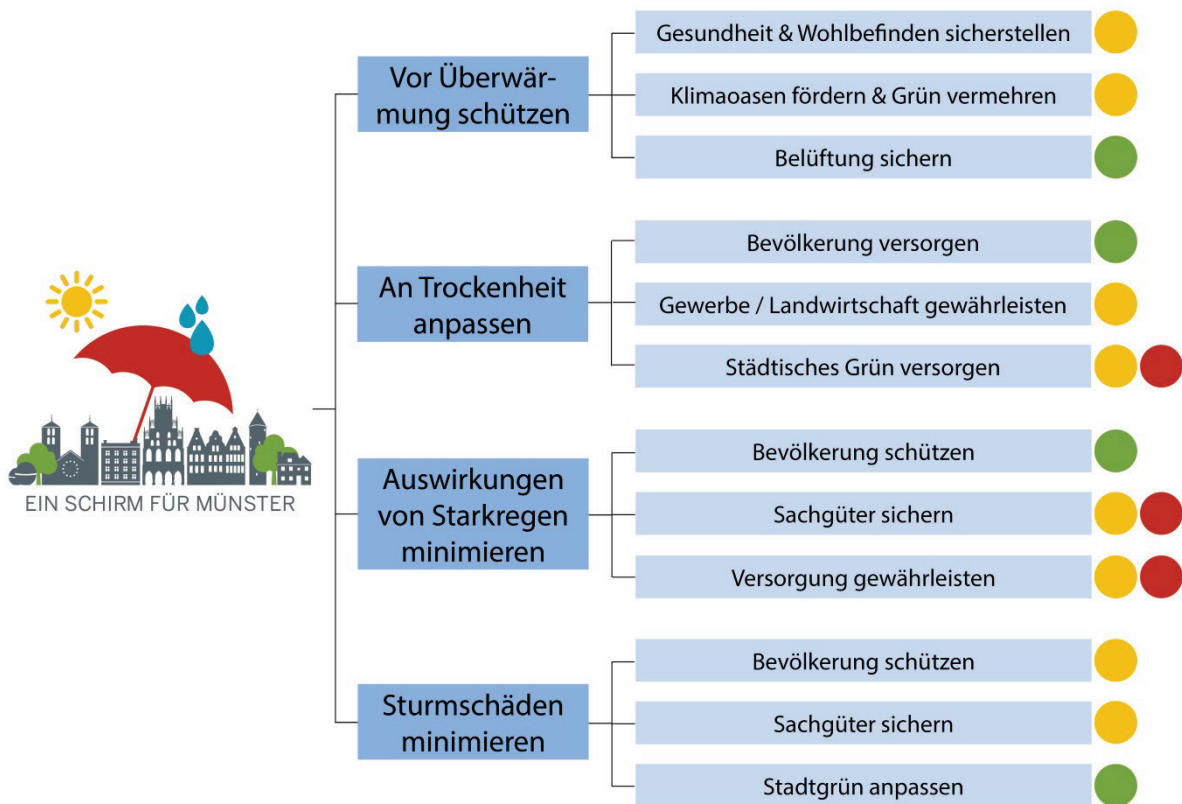 Vor Überwär-
mung schützen
Gesundheit & Wohlbefinden sicherstellen
Klimaoasen fördern & Grün vermehren
Belüftung sichern
An Trockenheit
anpassen
Bevölkerung versorgen
Gewerbe / Landwirtschaft gewährleisten
Städtisches Grün versorgen
EIN SCHIRM FÜR MÜNSTER
Auswirkungen
von Starkregen
minimieren
Bevölkerung schützen
Sachgüter sichern
Versorgung gewährleisten
Sturmschäden
minimieren
Bevölkerung schützen
Sachgüter sichern
Stadtgrün anpassen